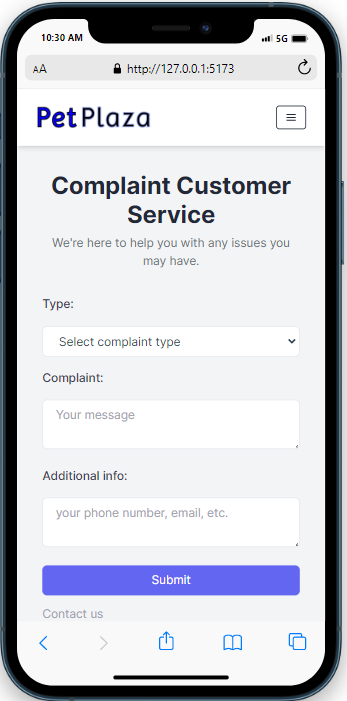 10:30 AM
5G
AA
http://127.0.0.1:5173
Pet Plaza
Complaint Customer
Service
We're here to help you with any issues you
may have.
Type:
Select complaint type
Complaint:
Your message
Additional info:
your phone number, email, etc.
Submit
Contact us